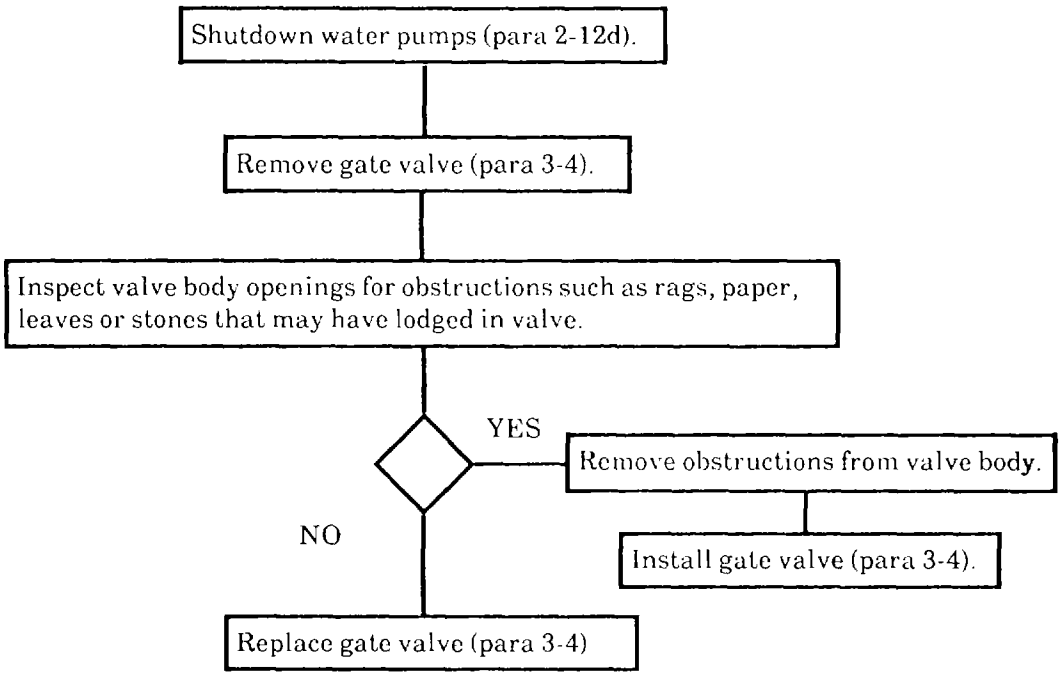 Shutdown water pumps (para 2-12d).
Remove gate valve (para 3-4).
Inspect valve body openings for obstructions such as rags, paper,
leaves or stones that may have lodged in valve.
YES
Remove obstructions from valve body.
NO
Install gate valve (para 3-4).
Replace gate valve (para 3-4)